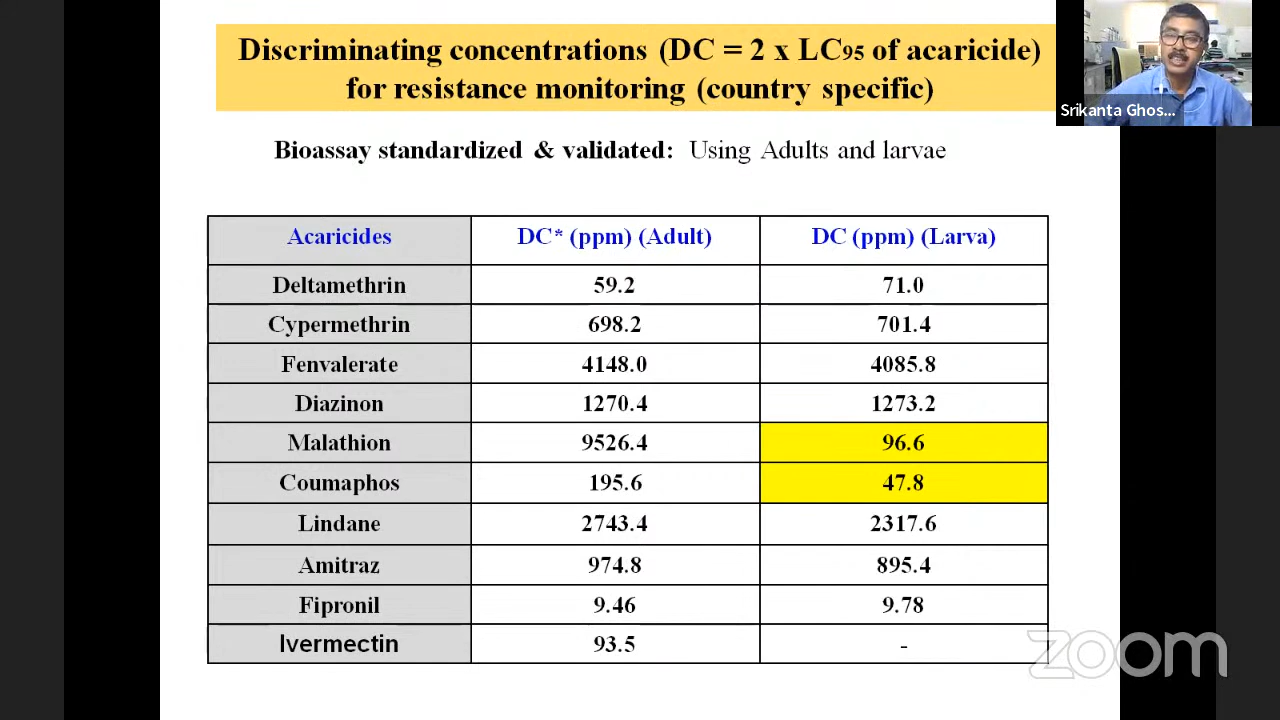 Discriminating concentrations (DC = 2 x LC95 of acaricide)
for resistance monitoring (country specific)
Srikanta Ghos...
Bioassay standardized & validated: Using Adults and larvae
Acaricides DC* (ppm) (Adult) DC (ppm) (Larva)
Deltamethrin 59.2 71.0
Cypermethrin 698.2 701.4
Fenvalerate 4148.0 4085.8
Diazinon 1270.4 1273.2
Malathion 9526.4 96.6
Coumaphos 195.6 47.8
Lindane 2743.4 2317.6
Amitraz 974.8 895.4
Fipronil 9.46 9.78
Ivermectin 93.5 -
zoom